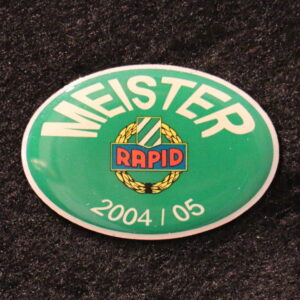 MEISTER
RAPID
2004 / 05